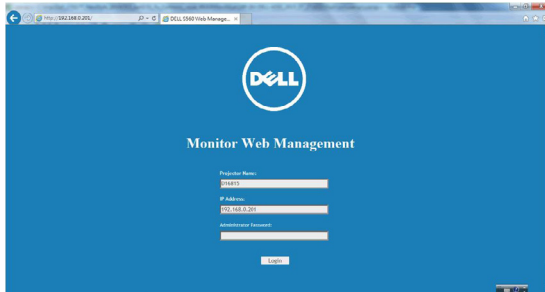 http://192.168.0.201/
DELL S560 Web Manage...
DELL
Monitor Web Management
Projector Name:
D16815
IP Address:
192.168.0.201
Administrator Password:
Login